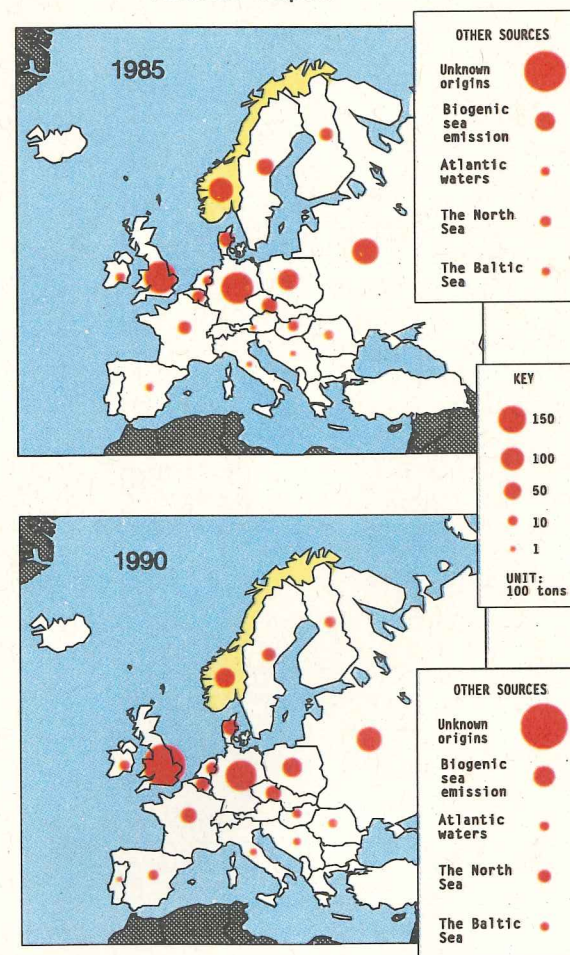 1985
OTHER SOURCES
Unknown
origins
Biogenic
sea
emission
Atlantic
waters
The North
Sea
The Baltic
Sea
KEY
150
100
50
10
1
UNIT:
100 tons
1990
OTHER SOURCES
Unknown
origins
Biogenic
sea
emission
Atlantic
waters
The North
Sea
The Baltic
Sea